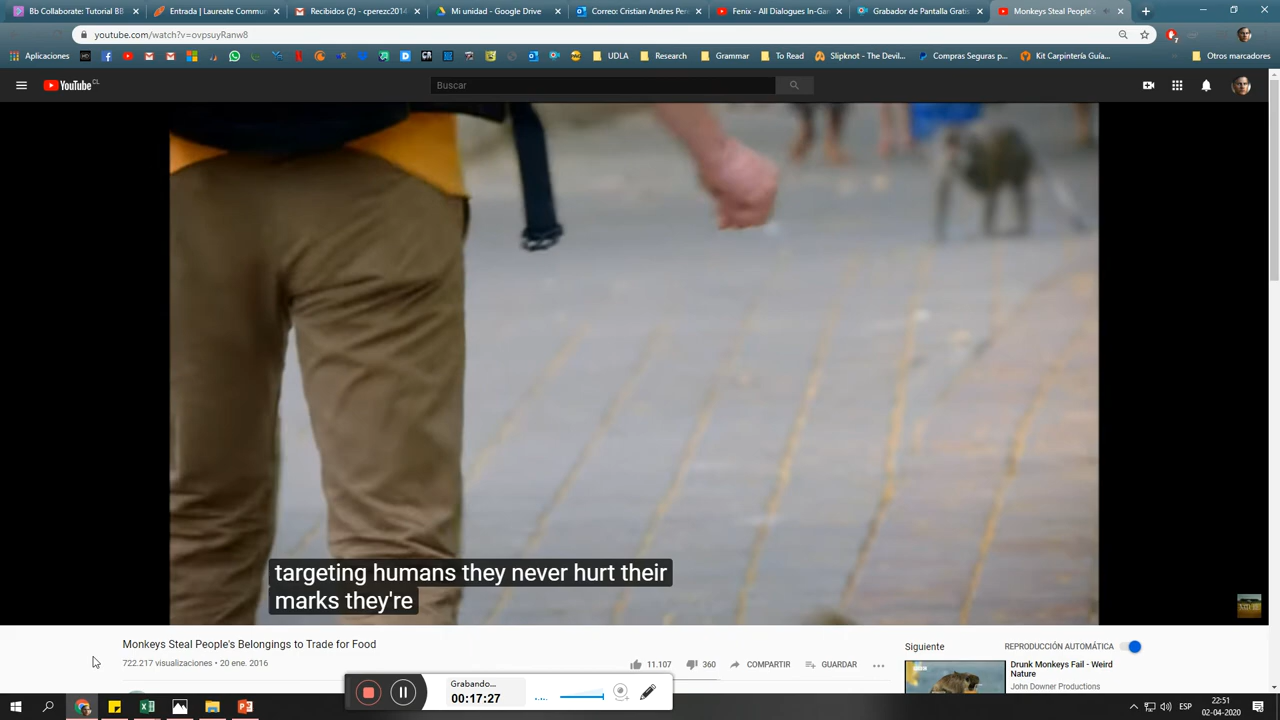 Bb Collaborate: Tutorial BB
Entrada | Laureate Commun
Recibidos (2) - cperezc2014
Mi unidad - Google Drive
Correo: Cristian Andres Per
Fenix - All Dialogues In-Gar
Grabador de Pantalla Gratis
Monkeys Steal People's
youtube.com/watch?v=ovpsuyRanw8
Aplicaciones
UDLA
Research
Grammar
To Read
Slipknot - The Devil...
Compras Seguras p...
Kit Carpintería Guía...
Otros marcadores
YouTube CL
Buscar
targeting humans they never hurt their
marks they're
Monkeys Steal People's Belongings to Trade for Food
722.217 visualizaciones • 20 ene. 2016
11.107
360
COMPARTIR
GUARDAR
Siguiente
REPRODUCCIÓN AUTOMÁTICA
Drunk Monkeys Fail - Weird
Nature
John Downer Productions
Grabando...
00:17:27
ESP
22:51
02-04-2020